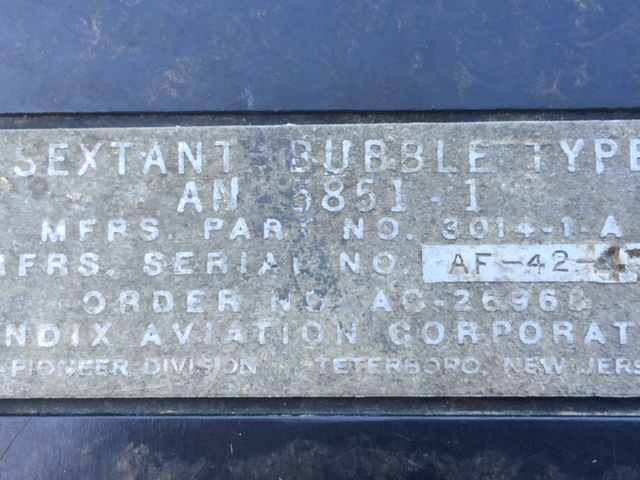 SEXTANT BUBBLE TYPE
AN 5851-1
MFRS. PART NO. 3014-1-A
MFRS. SERIAL NO. AF-42-
ORDER NO. AC-26968
NDIX AVIATION CORPORAT
PIONEER DIVISION TETERBORO, NEW JERS